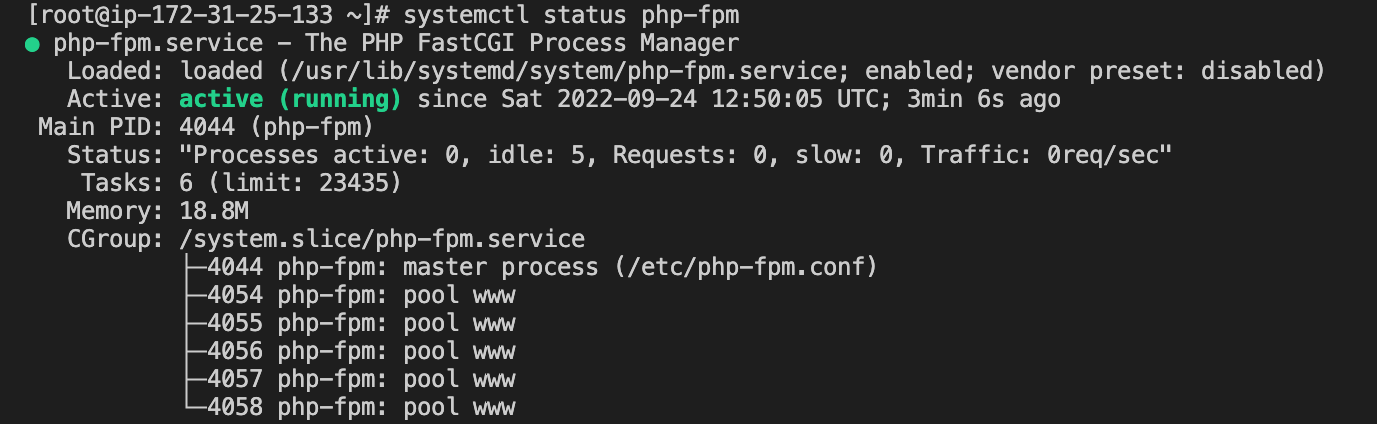 [root@ip-172-31-25-133 ~]# systemctl status php-fpm
● php-fpm.service - The PHP FastCGI Process Manager
   Loaded: loaded (/usr/lib/systemd/system/php-fpm.service; enabled; vendor preset: disabled)
   Active: active (running) since Sat 2022-09-24 12:50:05 UTC; 3min 6s ago
 Main PID: 4044 (php-fpm)
   Status: "Processes active: 0, idle: 5, Requests: 0, slow: 0, Traffic: 0req/sec"
    Tasks: 6 (limit: 23435)
   Memory: 18.8M
   CGroup: /system.slice/php-fpm.service
           ├─4044 php-fpm: master process (/etc/php-fpm.conf)
           ├─4054 php-fpm: pool www
           ├─4055 php-fpm: pool www
           ├─4056 php-fpm: pool www
           ├─4057 php-fpm: pool www
           └─4058 php-fpm: pool www